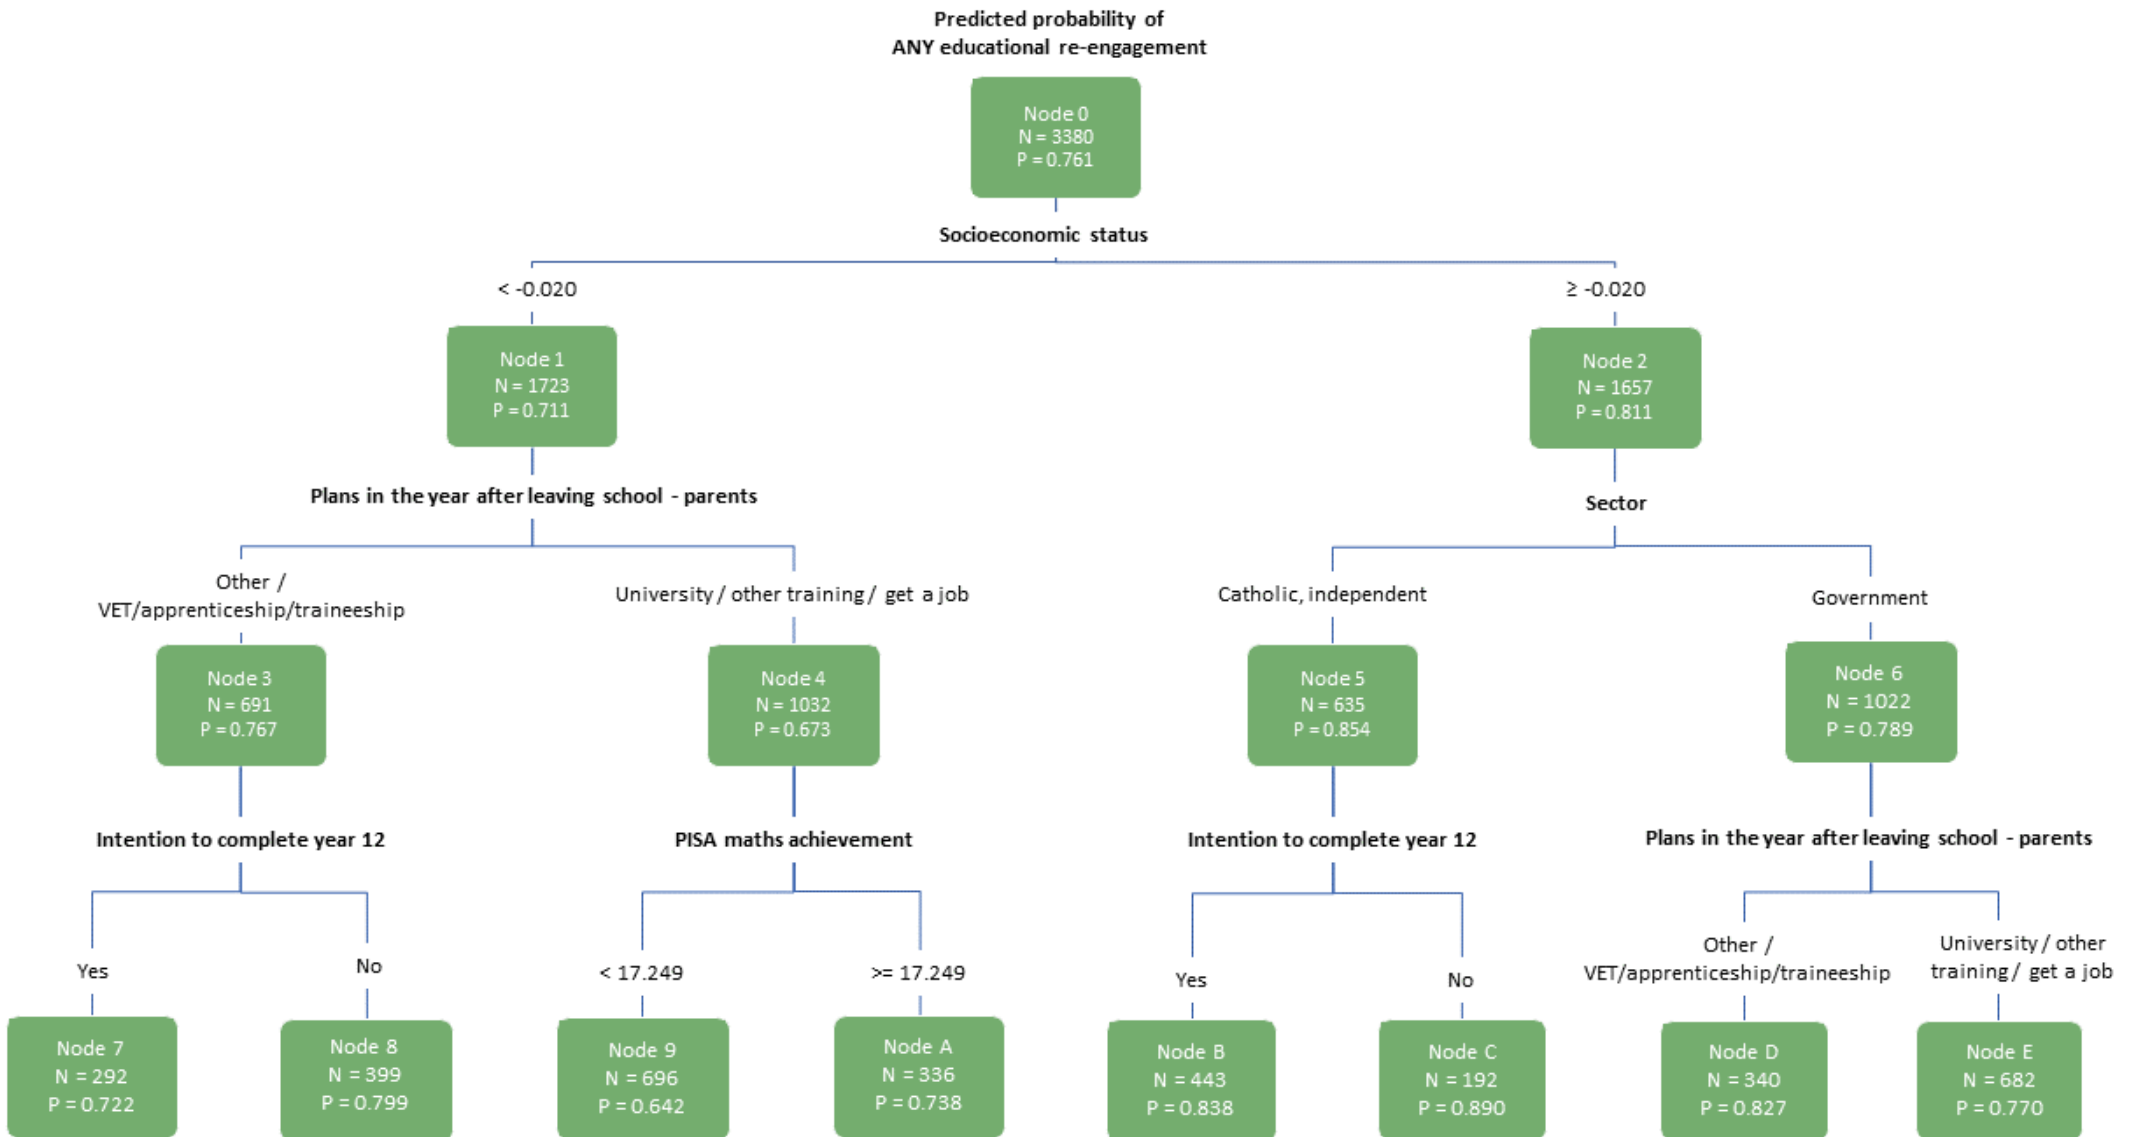 Predicted probability of
ANY educational re-engagement
Node 0
N = 3380
P = 0.761
Socioeconomic status
< -0.020
≥ -0.020
Node 1
N = 1723
P = 0.711
Node 2
N = 1657
P = 0.811
Plans in the year after leaving school - parents
Sector
Other /
VET/apprenticeship/traineeship
University / other training / get a job
Catholic, independent
Government
Node 3
N = 691
P = 0.767
Node 4
N = 1032
P = 0.673
Node 5
N = 635
P = 0.854
Node 6
N = 1022
P = 0.789
Intention to complete year 12
PISA maths achievement
Intention to complete year 12
Plans in the year after leaving school - parents
Yes
No
< 17.249
>= 17.249
Yes
No
Other /
VET/apprenticeship/traineeship
University / other
training / get a job
Node 7
N = 292
P = 0.722
Node 8
N = 399
P = 0.799
Node 9
N = 696
P = 0.642
Node A
N = 336
P = 0.738
Node B
N = 443
P = 0.838
Node C
N = 192
P = 0.890
Node D
N = 340
P = 0.827
Node E
N = 682
P = 0.770